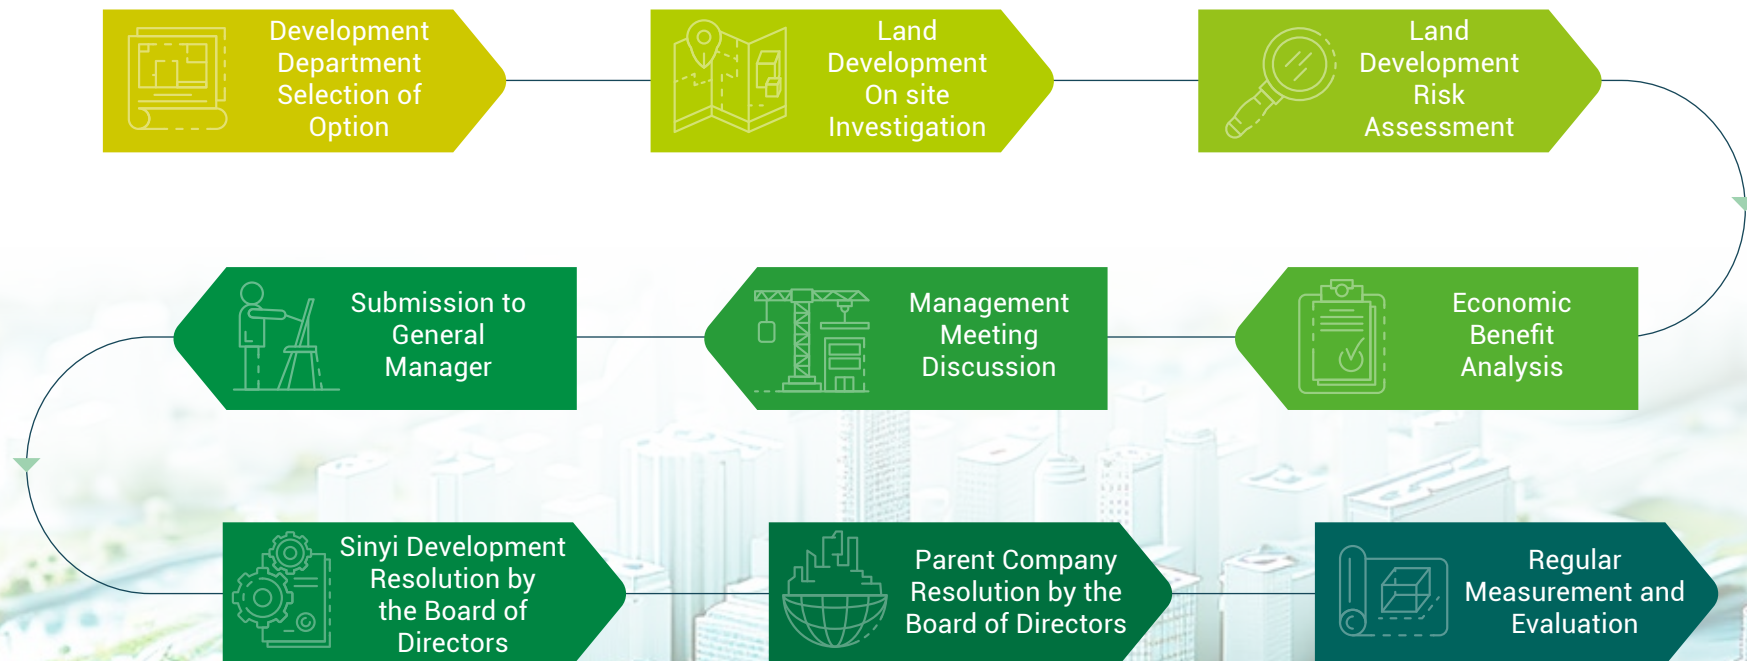 Development
Department
Selection of
Option
Land
Development
On site
Investigation
Land
Development
Risk
Assessment
Economic
Benefit
Analysis
Management
Meeting
Discussion
Submission to
General
Manager
Sinyi Development
Resolution by
the Board of
Directors
Parent Company
Resolution by the
Board of Directors
Regular
Measurement and
Evaluation